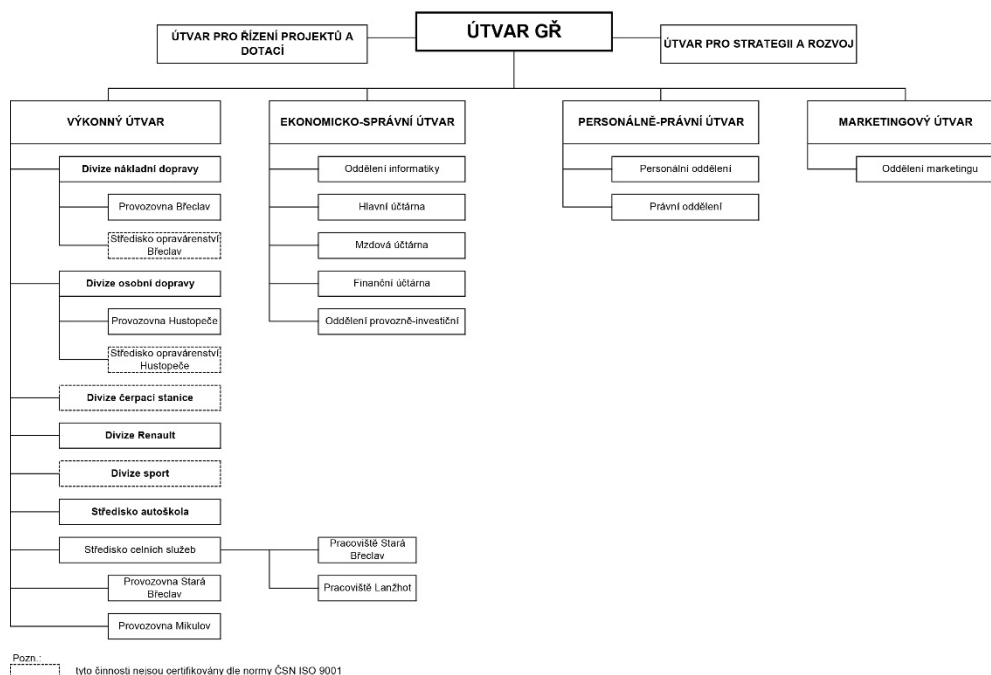 ÚTVAR GŘ
ÚTVAR PRO ŘÍZENÍ PROJEKTŮ A
DOTACÍ
ÚTVAR PRO STRATEGII A ROZVOJ
VÝKONNÝ ÚTVAR
EKONOMICKO-SPRÁVNÍ ÚTVAR
PERSONÁLNĚ-PRÁVNÍ ÚTVAR
MARKETINGOVÝ ÚTVAR
Divize nákladní dopravy
Provozovna Břeclav
Středisko opravárenství
Břeclav
Divize osobní dopravy
Provozovna Hustopeče
Středisko opravárenství
Hustopeče
Divize čerpací stanice
Divize Renault
Divize sport
Středisko autoškola
Středisko celních služeb
Pracoviště Stará
Břeclav
Pracoviště Lanžhot
Provozovna Stará
Břeclav
Provozovna Mikulov
Oddělení informatiky
Hlavní účtárna
Mzdová účtárna
Finanční účtárna
Oddělení provozně-investiční
Personální oddělení
Právní oddělení
Oddělení marketingu
Pozn.:
tyto činnosti nejsou certifikovány dle normy ČSN ISO 9001